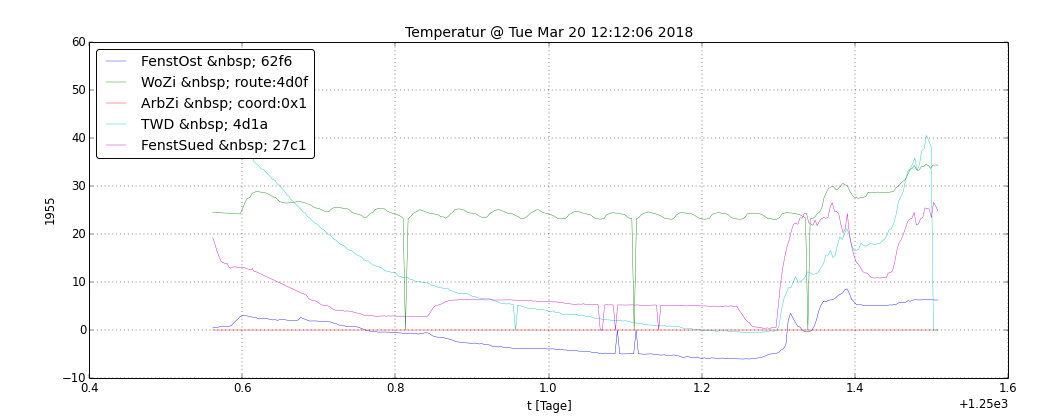 Temperatur @ Tue Mar 20 12:12:06 2018
60
50
40
30
20
10
0
−10
1955
FenstOst &nbsp; 62f6
WoZi &nbsp; route:4d0f
ArbZi &nbsp; coord:0x1
TWD &nbsp; 4d1a
FenstSued &nbsp; 27c1
0.4 0.6 0.8 1.0 1.2 1.4 1.6
t [Tage]
+1.25e3